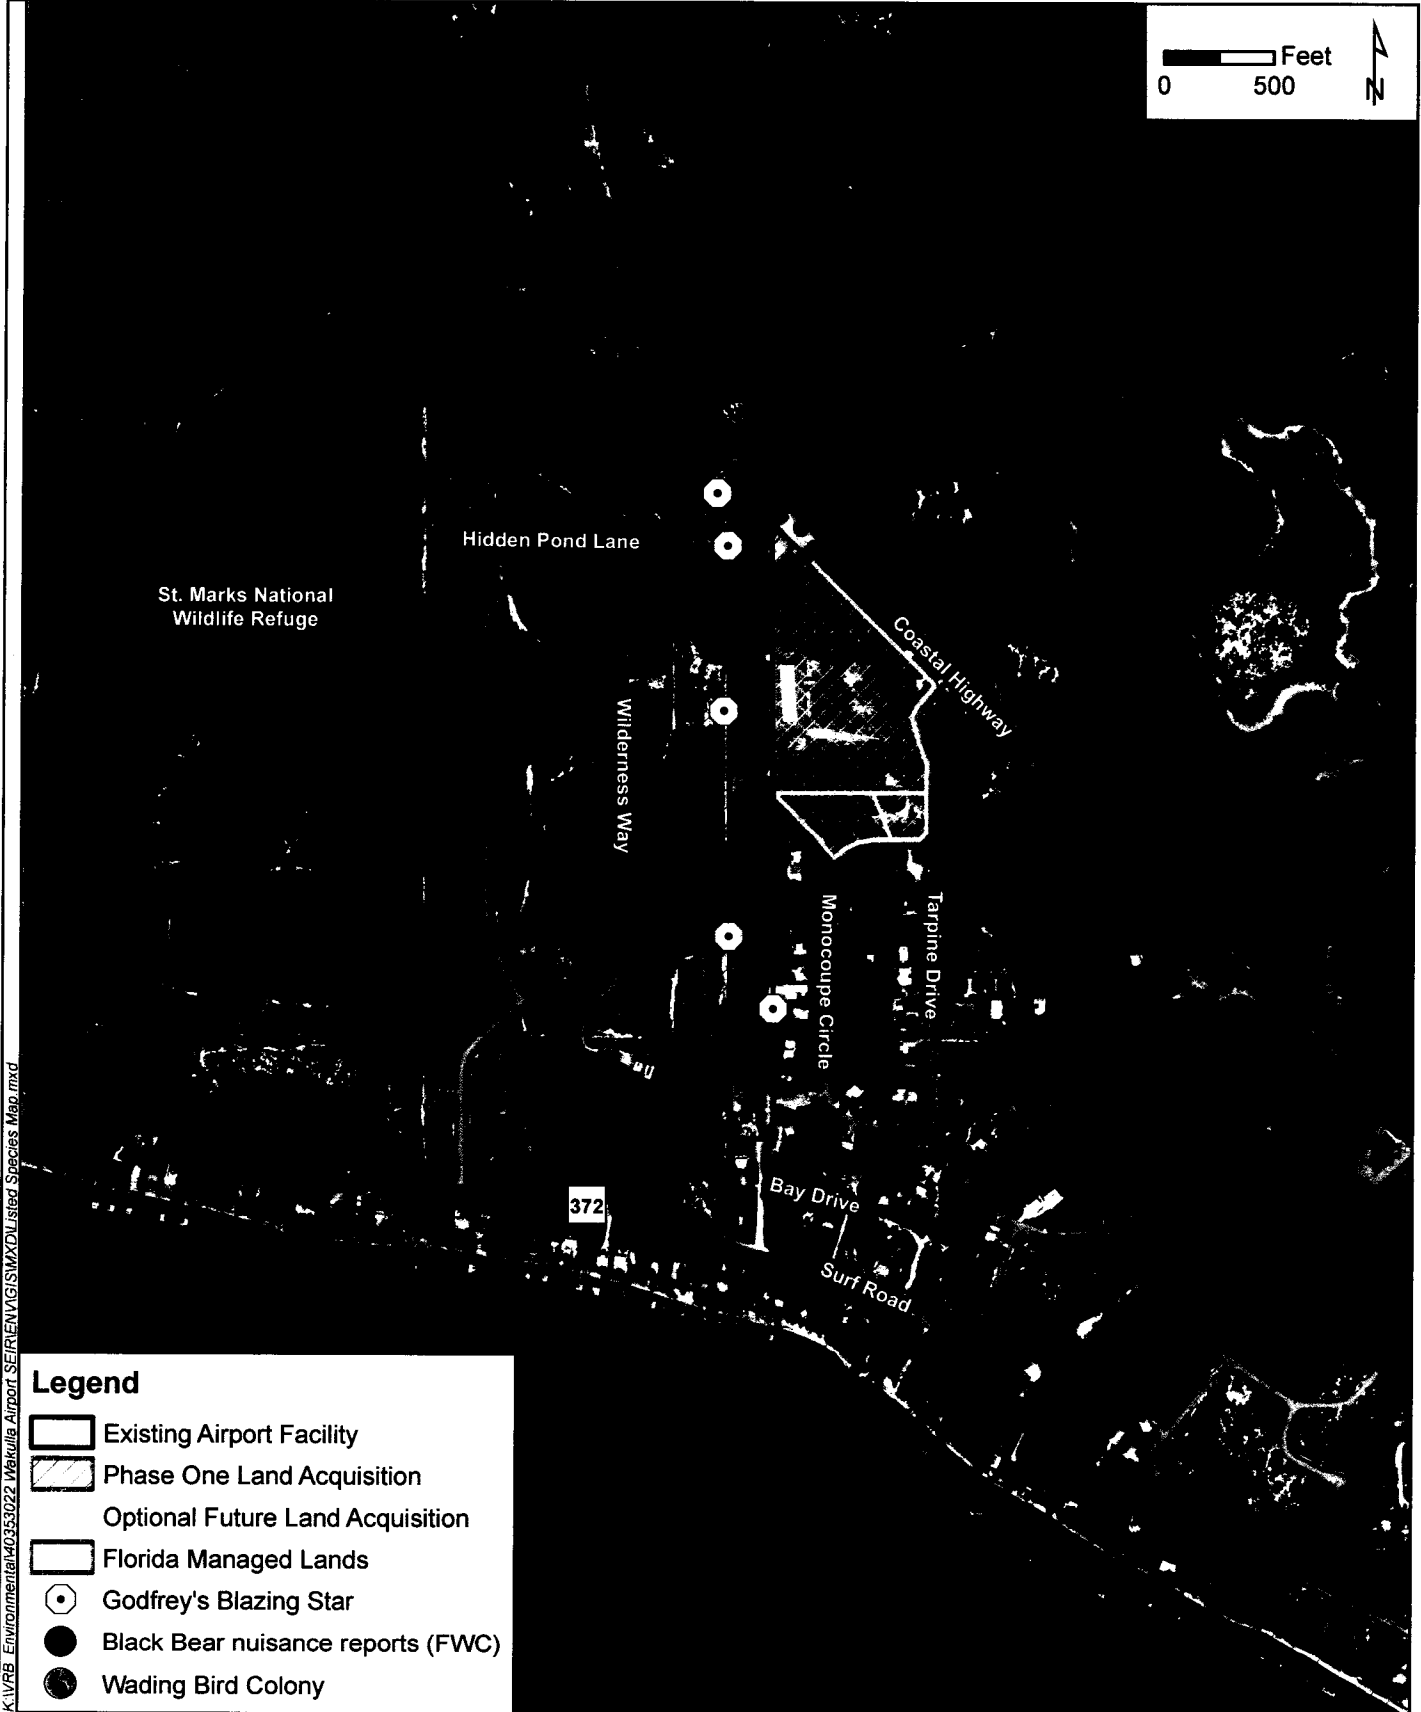 Feet
0 500
N
Hidden Pond Lane
St. Marks National
Wildlife Refuge
Coastal Highway
Wilderness Way
Monocoupe Circle
Tarpine Drive
372
Bay Drive
Surf Road
Legend
Existing Airport Facility
Phase One Land Acquisition
Optional Future Land Acquisition
Florida Managed Lands
Godfrey's Blazing Star
Black Bear nuisance reports (FWC)
Wading Bird Colony
K:\VRB_Environmental\40353022 Wakulla Airport SEIR\ENV\GIS\MXD\Listed Species Map.mxd